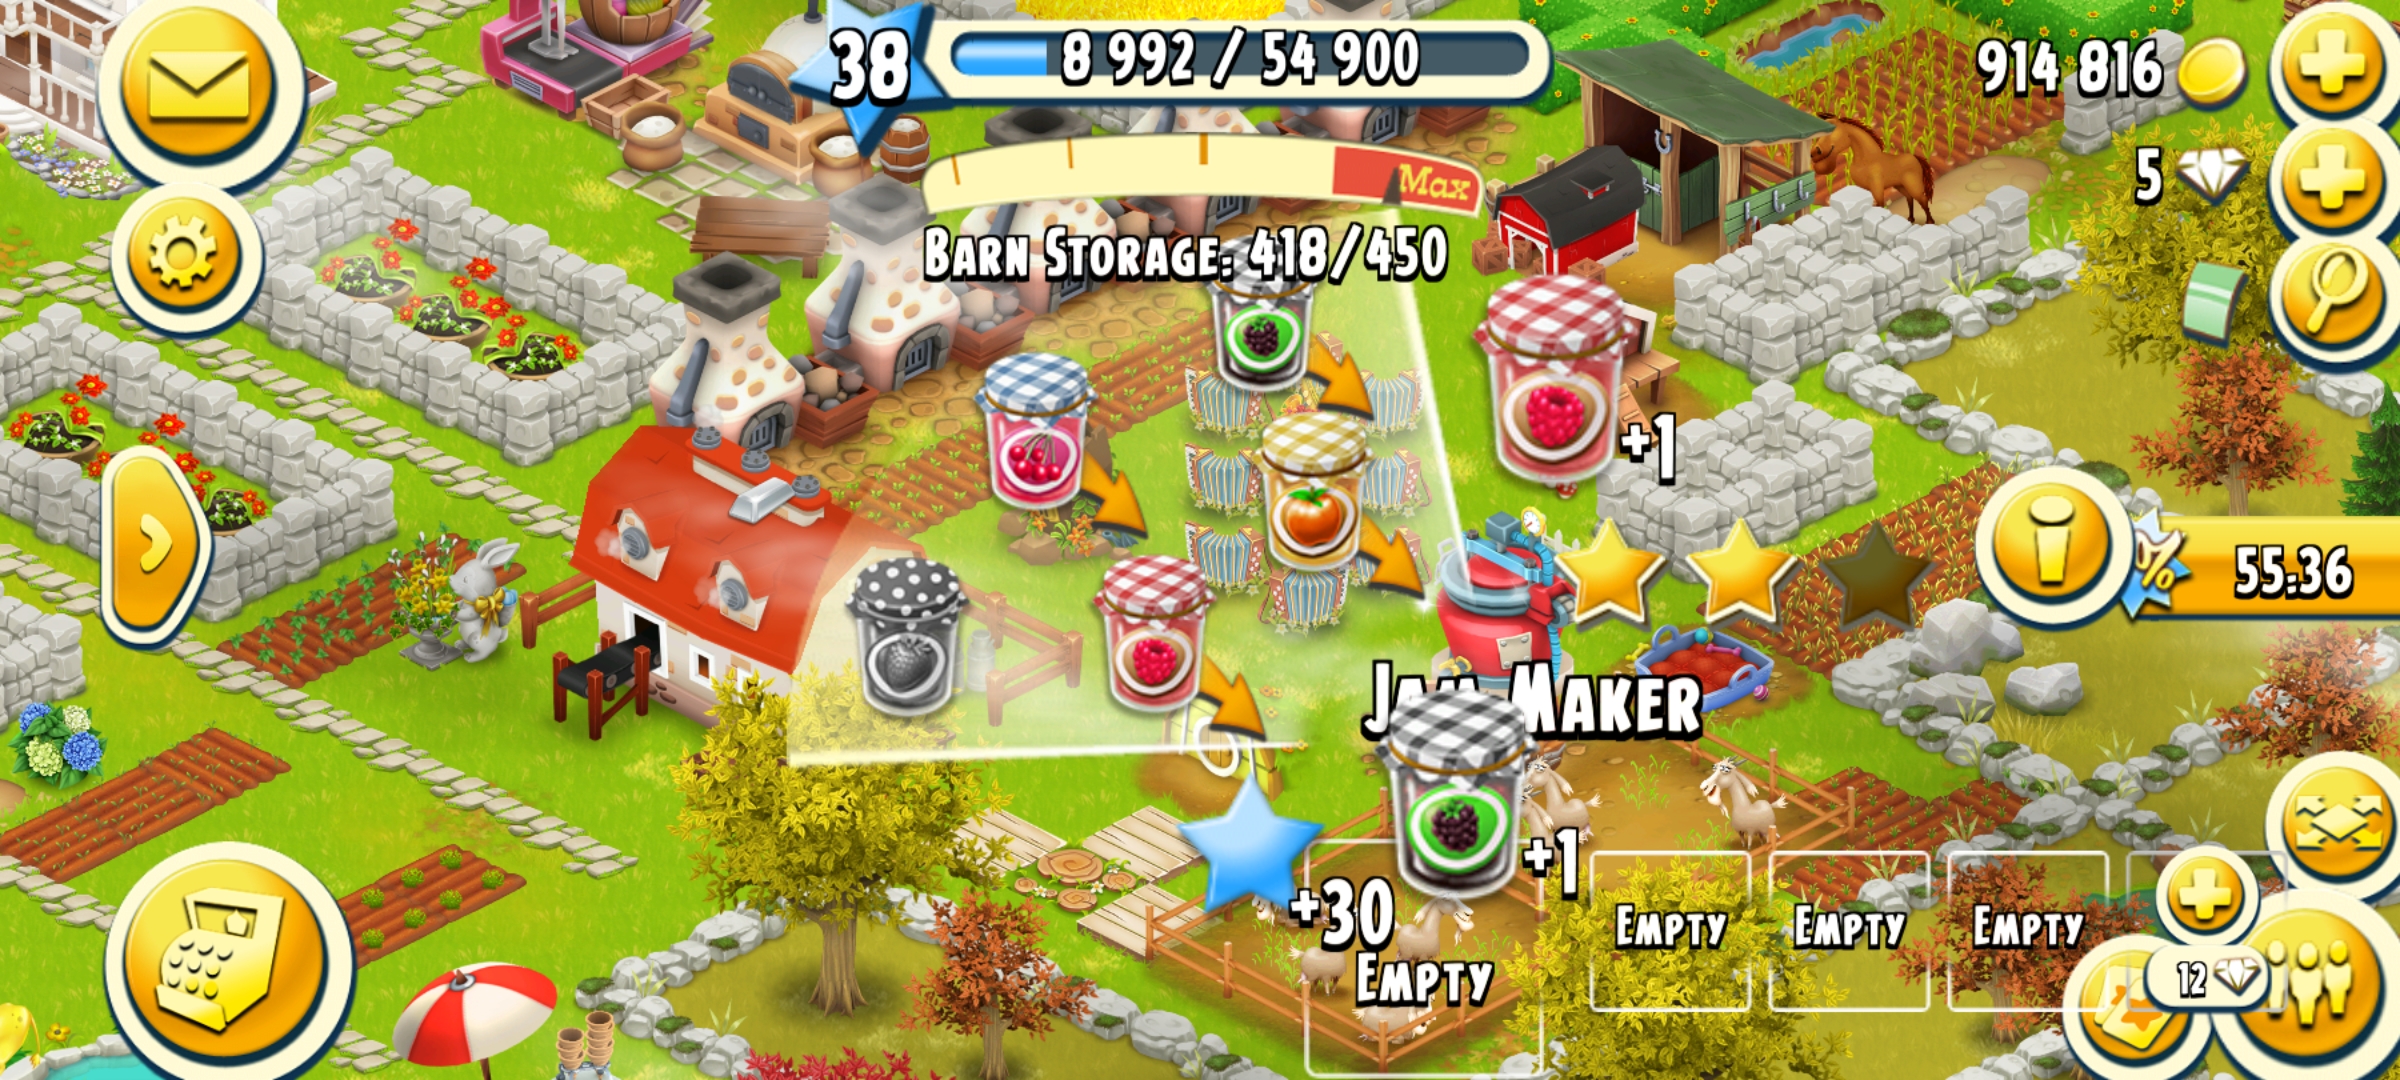 38
8 992 / 54 900
914 816
Max
5
BARN STORAGE: 418/450
+1
%
55:36
JAM MAKER
+1
+30
EMPTY
EMPTY
EMPTY
EMPTY
12